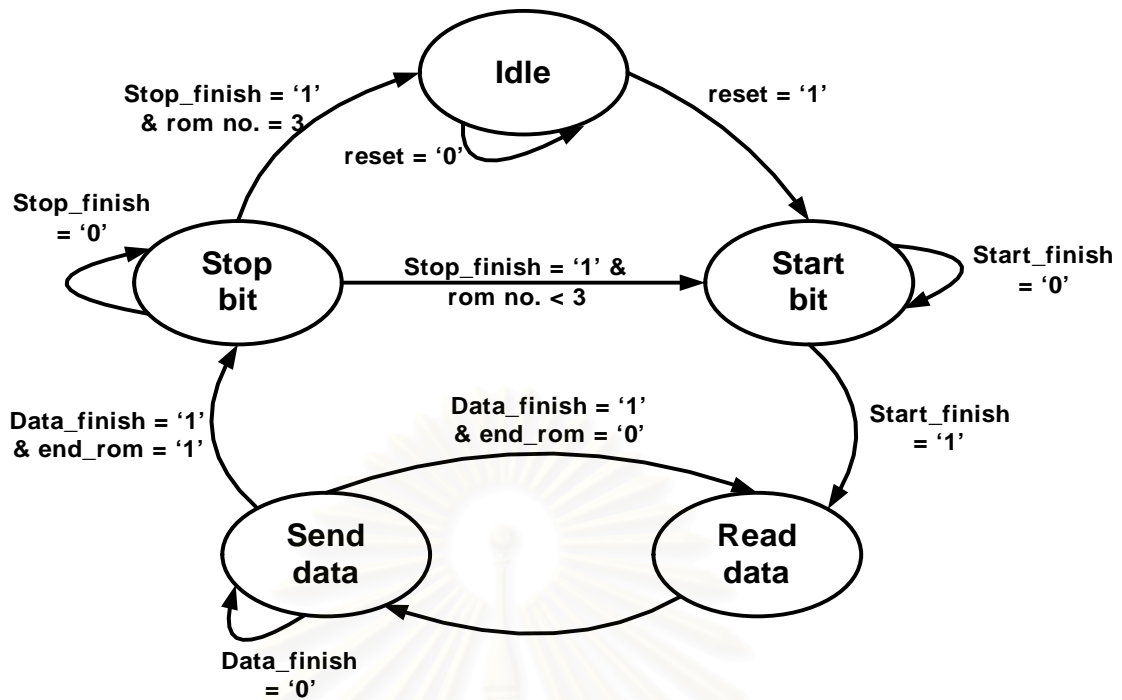 Idle
Stop_finish = ‘1’
& rom no. = 3
reset = ‘1’
reset = ‘0’
Stop_finish
= ‘0’
Stop
bit
Stop_finish = ‘1’ &
rom no. < 3
Start
bit
Start_finish
= ‘0’
Data_finish = ‘1’
& end_rom = ‘1’
Data_finish = ‘1’
& end_rom = ‘0’
Start_finish
= ‘1’
Send
data
Read
data
Data_finish
= ‘0’